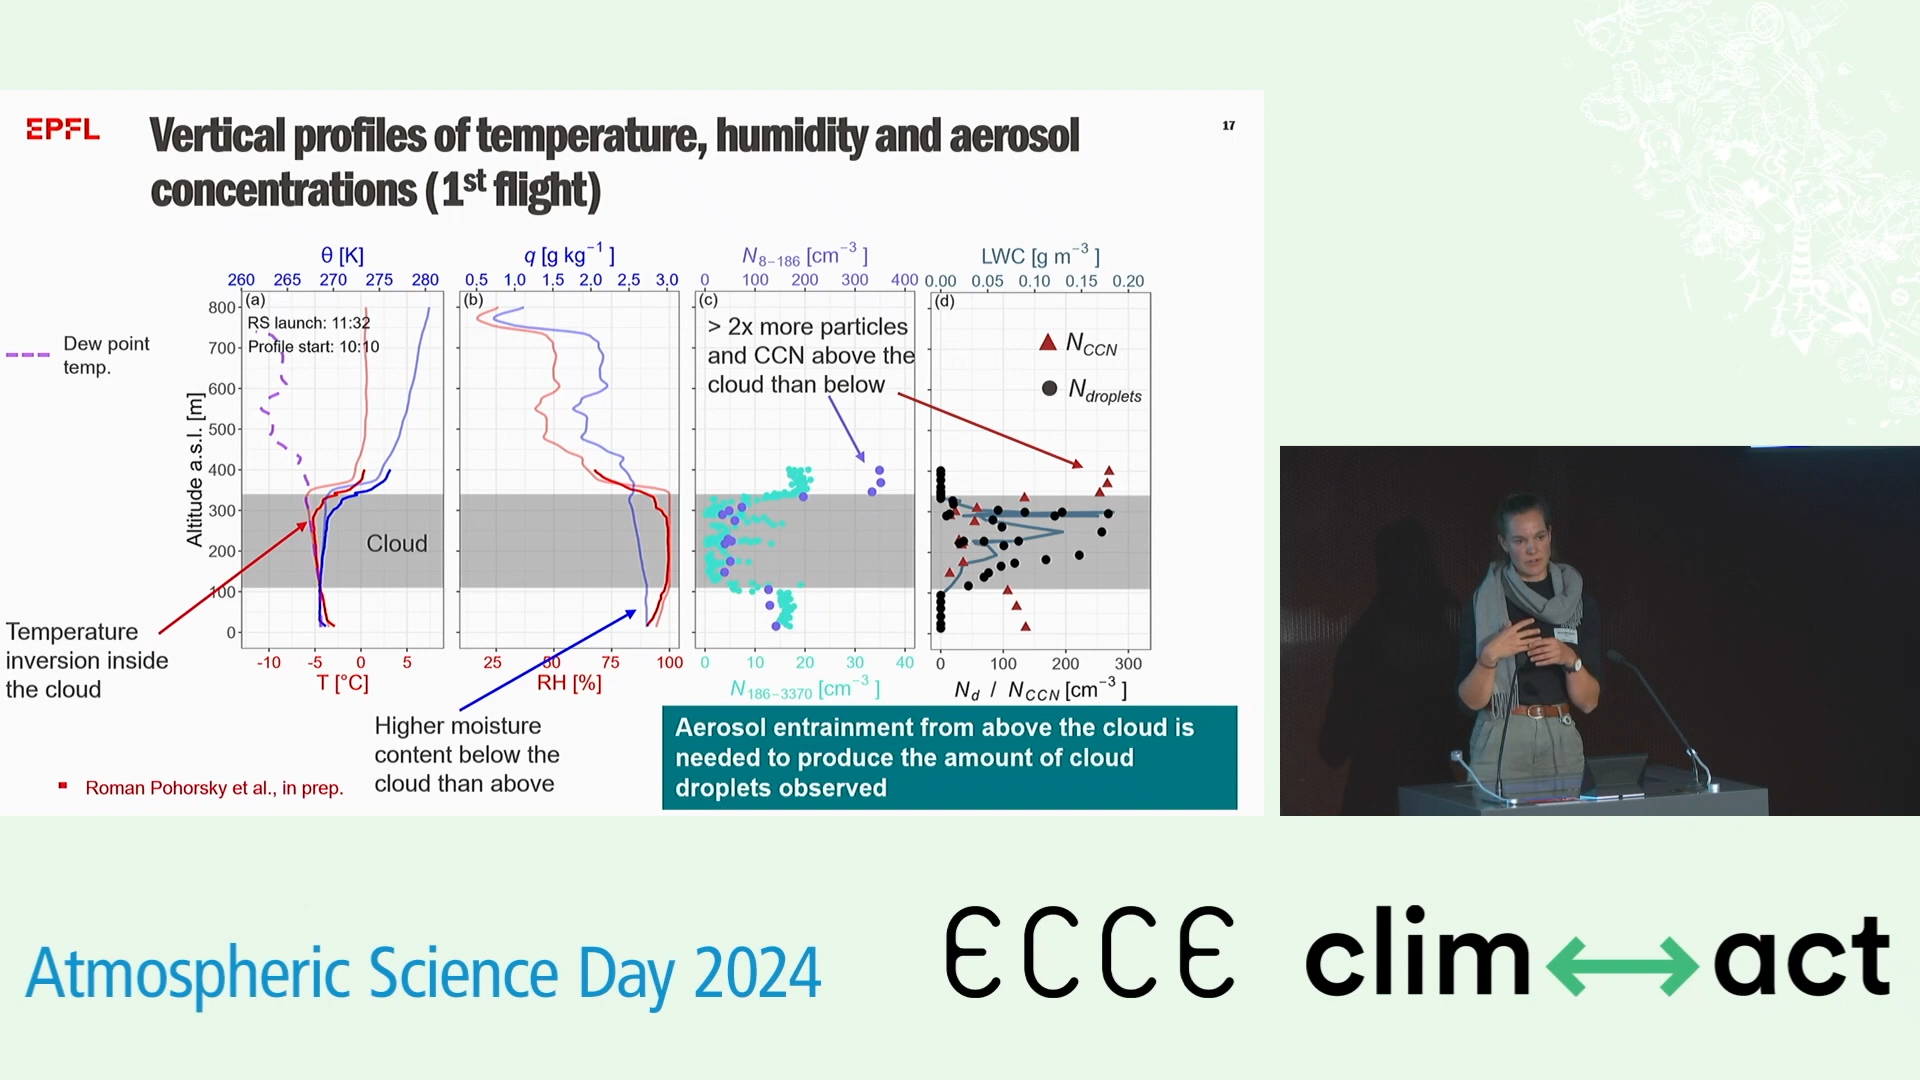 EPFL
Vertical profiles of temperature, humidity and aerosol
concentrations (1st flight)
17
θ [K]
260 265 270 275 280
q [g kg−1 ]
0.5 1.0 1.5 2.0 2.5 3.0
N8−186 [cm−3 ]
0 100 200 300 400
LWC [g m−3 ]
0.00 0.05 0.10 0.15 0.20
(a)
RS launch: 11:32
Profile start: 10:10
(b)
(c)
> 2x more particles
and CCN above the
cloud than below
(d)
NCCN
Ndroplets
Dew point
temp.
Altitude a.s.l. [m]
800
700
600
500
400
300
200
100
0
Cloud
-10 -5 0 5
T [°C]
25 50 75 100
RH [%]
0 10 20 30 40
N186−3370 [cm−3 ]
0 100 200 300
Nd / NCCN [cm−3 ]
Temperature
inversion inside
the cloud
Higher moisture
content below the
cloud than above
Aerosol entrainment from above the cloud is
needed to produce the amount of cloud
droplets observed
Roman Pohorsky et al., in prep.
Atmospheric Science Day 2024
ECCE
clim act